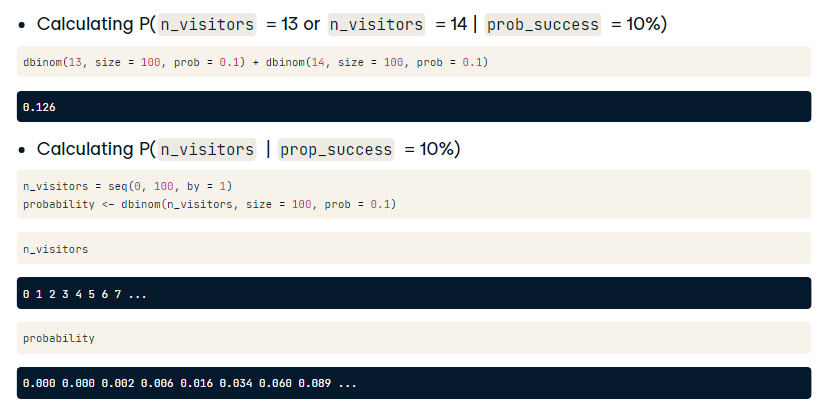 • Calculating P( n_visitors = 13 or n_visitors = 14 | prob_success = 10%)
dbinom(13, size = 100, prob = 0.1) + dbinom(14, size = 100, prob = 0.1)
0.126
• Calculating P( n_visitors | prop_success = 10%)
n_visitors = seq(0, 100, by = 1)
probability <- dbinom(n_visitors, size = 100, prob = 0.1)
n_visitors
0 1 2 3 4 5 6 7 ...
probability
0.000 0.000 0.002 0.006 0.016 0.034 0.060 0.089 ...